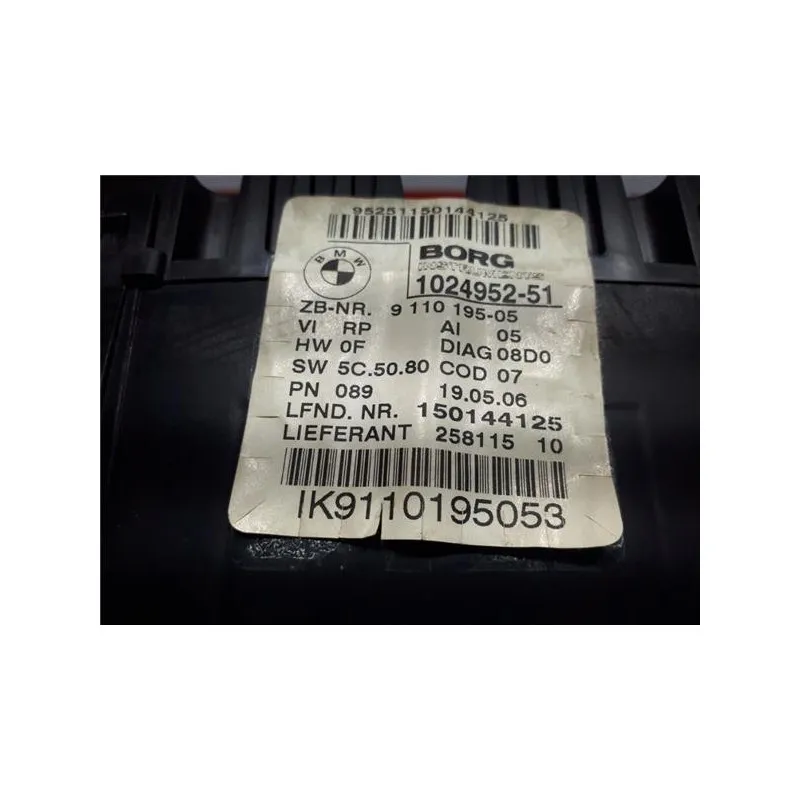 95251150144125
BMW
BORG
INSTRUMENTS
1024952-51
ZB-NR. 9 110 195-05
VI RP AI 05
HW 0F DIAG 08D0
SW 5C.50.80 COD 07
PN 089 19.05.06
LFND. NR. 150144125
LIEFERANT 258115 10
IK9110195053